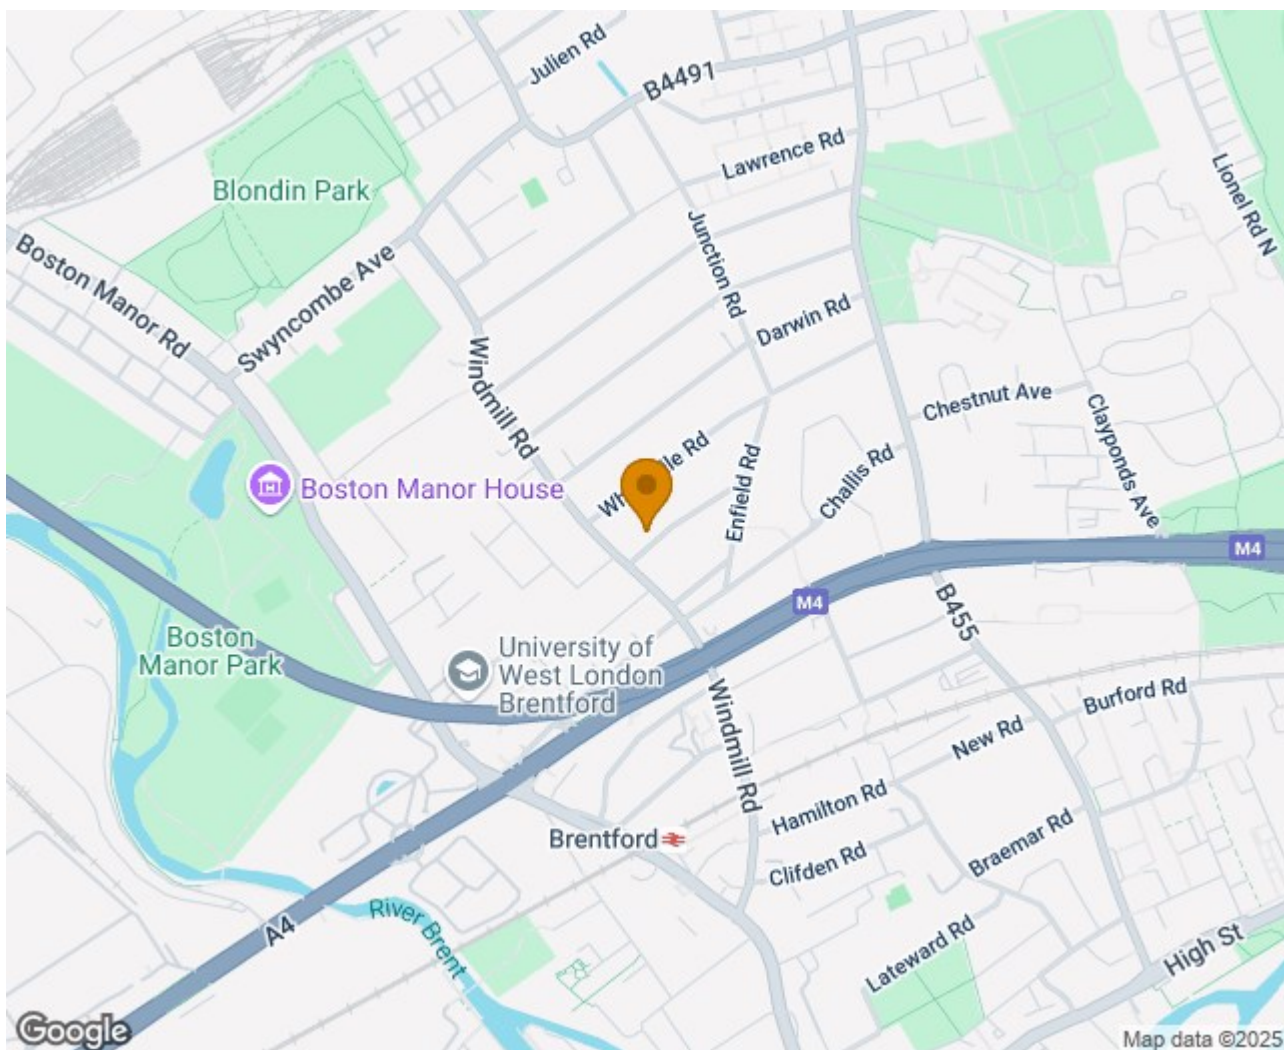 Julien Rd
B4491
Lawrence Rd
Blondin Park
Lionel Rd N
Junction Rd
Boston Manor Rd
Swyncombe Ave
Darwin Rd
Windmill Rd
Chestnut Ave
Clayponds Ave
Enfield Rd
Challis Rd
Boston Manor House
M4
M4
B455
Boston
Manor Park
University of
West London
Brentford
Windmill Rd
Burford Rd
New Rd
Hamilton Rd
Brentford
Clifden Rd
Braemar Rd
River Brent
A4
Lateward Rd
High St
Google
Map data ©2025